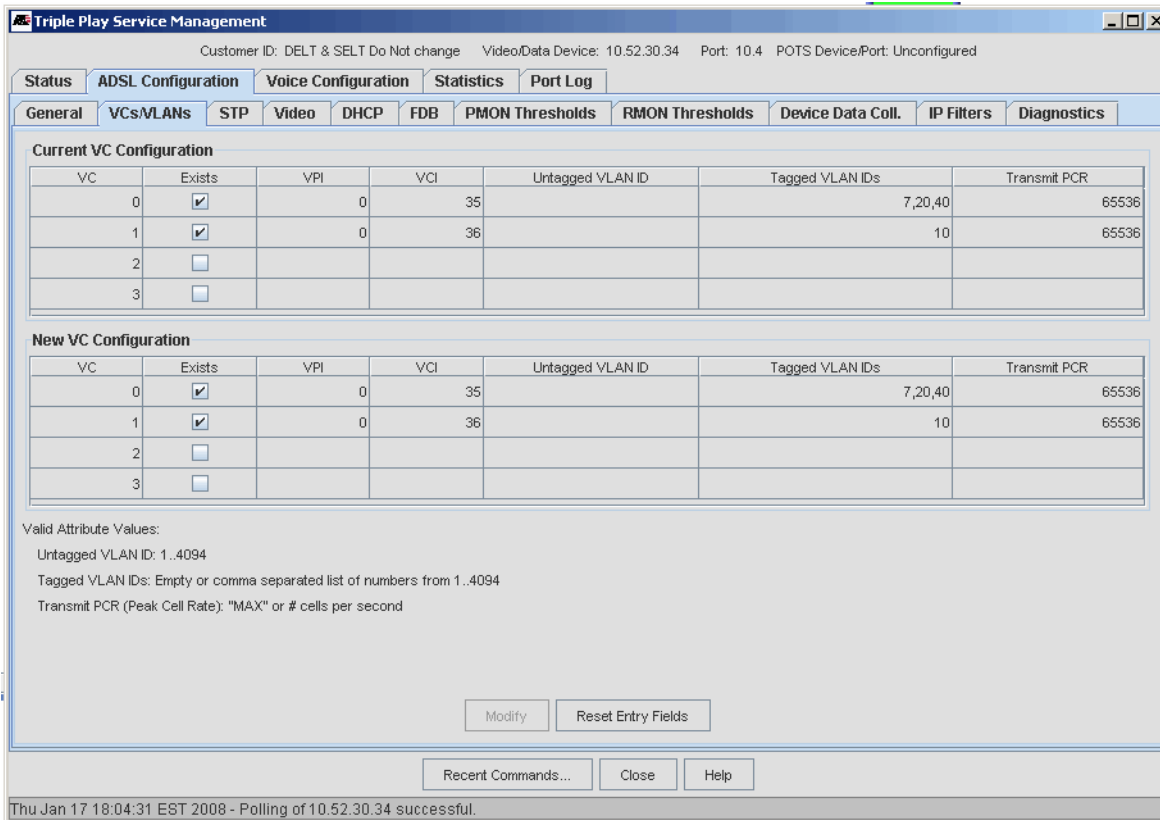 Triple Play Service Management
Customer ID: DELT & SELT Do Not change Video/Data Device: 10.52.30.34 Port: 10.4 POTS Device/Port: Unconfigured
Status ADSL Configuration Voice Configuration Statistics Port Log
General VCs/VLANs STP Video DHCP FDB PMON Thresholds RMON Thresholds Device Data Coll. IP Filters Diagnostics
Current VC Configuration
VC Exists VPI VCI Untagged VLAN ID Tagged VLAN IDs Transmit PCR
0 0 35 7,20,40 65536
1 0 36 10 65536
2
3
New VC Configuration
VC Exists VPI VCI Untagged VLAN ID Tagged VLAN IDs Transmit PCR
0 0 35 7,20,40 65536
1 0 36 10 65536
2
3
Valid Attribute Values:
Untagged VLAN ID: 1..4094
Tagged VLAN IDs: Empty or comma separated list of numbers from 1..4094
Transmit PCR (Peak Cell Rate): "MAX" or # cells per second
Modify Reset Entry Fields
Recent Commands... Close Help
Thu Jan 17 18:04:31 EST 2008 - Polling of 10.52.30.34 successful.